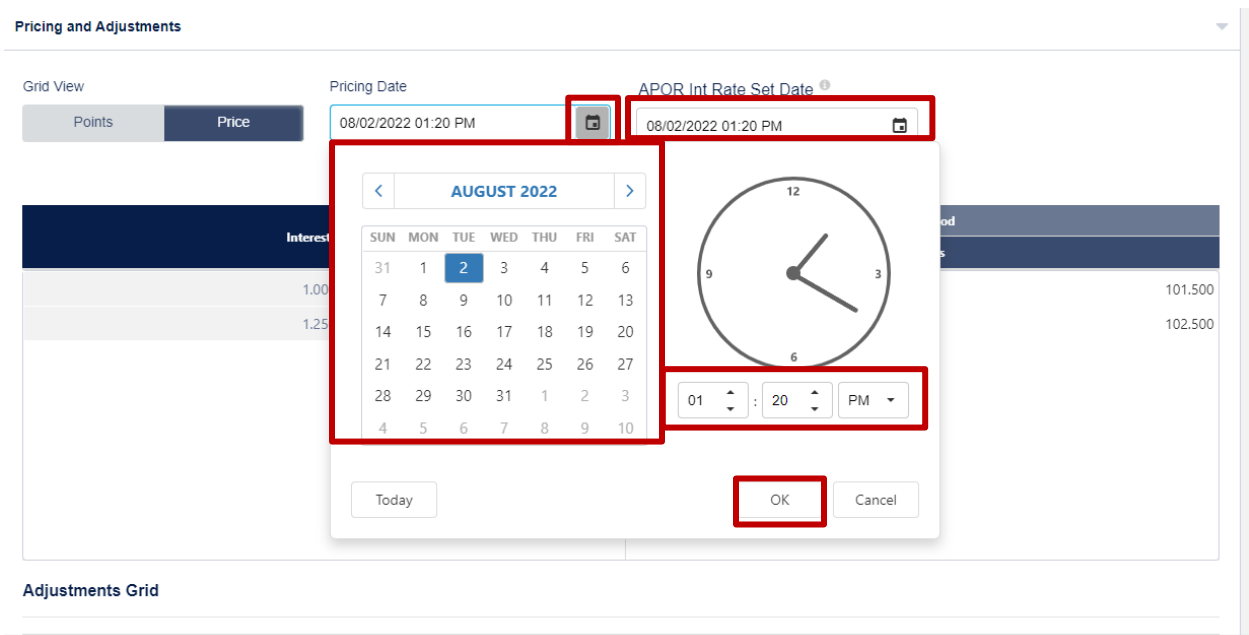 Pricing and Adjustments
Grid View
Pricing Date
APOR Int Rate Set Date
Points
Price
08/02/2022 01:20 PM
08/02/2022 01:20 PM
AUGUST 2022
SUN MON TUE WED THU FRI SAT
31 1 2 3 4 5 6
7 8 9 10 11 12 13
14 15 16 17 18 19 20
21 22 23 24 25 26 27
28 29 30 31 1 2 3
4 5 6 7 8 9 10
12
9
3
6
01 : 20 PM
Today
OK
Cancel
Interest
od
s
1.00
101.500
1.25
102.500
Adjustments Grid